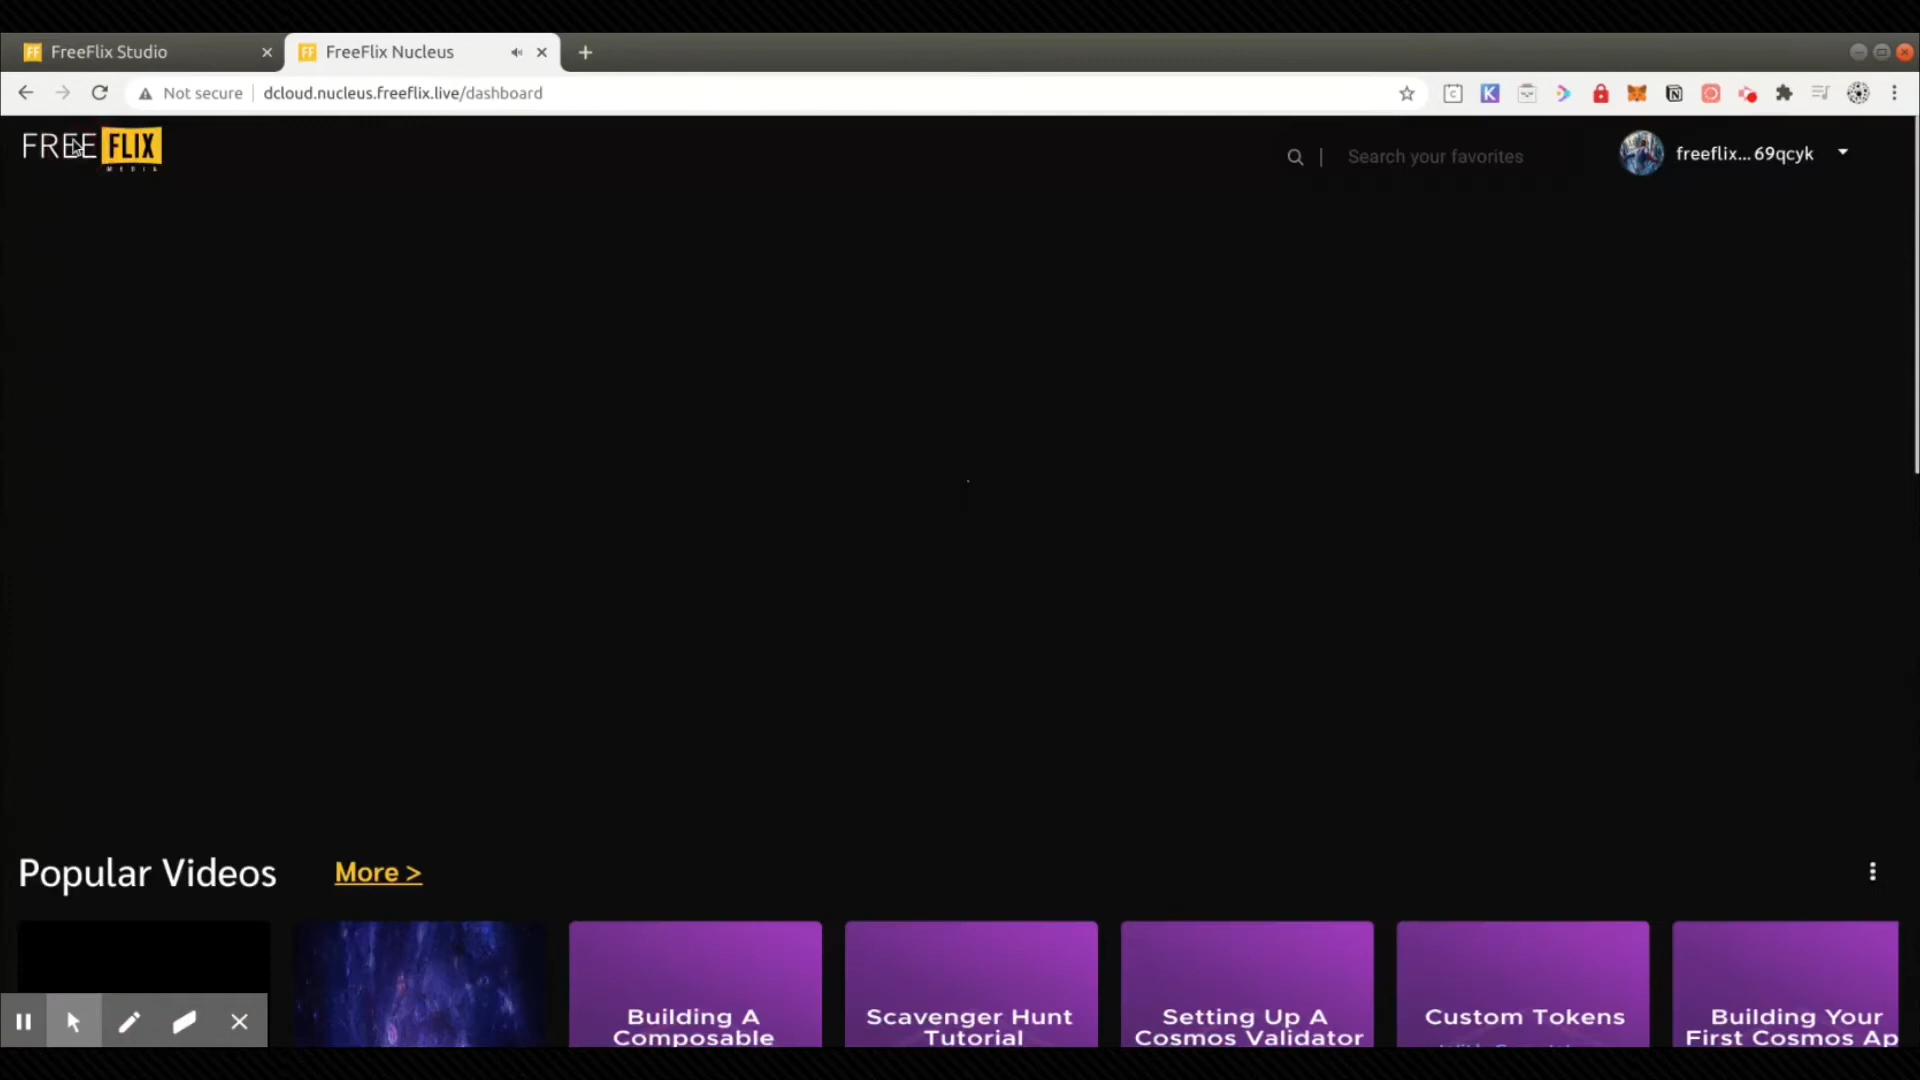 FreeFlix Studio
FreeFlix Nucleus
Not secure
dcloud.nucleus.freeflix.live/dashboard
FREE FLIX
MEDIA
Search your favorites
freeflix...69qcyk
Popular Videos
More >
Building A
Composable
Scavenger Hunt
Tutorial
Setting Up A
Cosmos Validator
Custom Tokens
Building Your
First Cosmos Ap